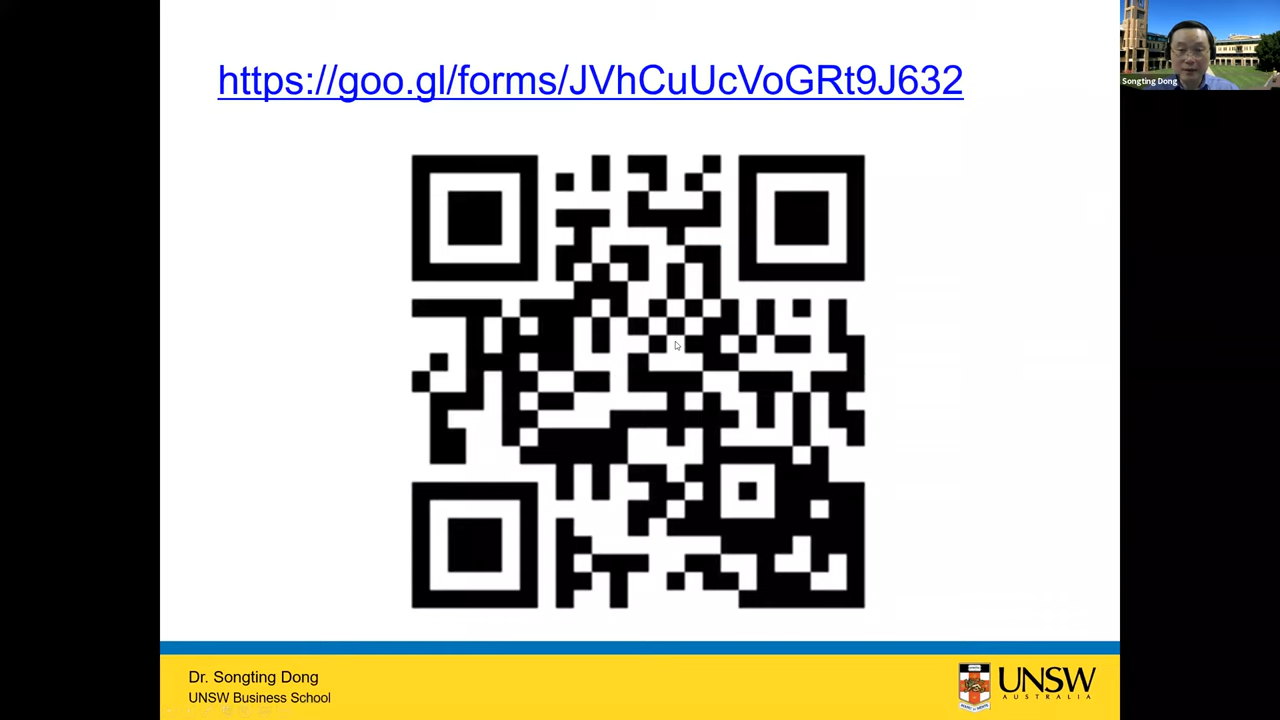 https://goo.gl/forms/JVhCuUcVoGRt9J632
Songting Dong
Dr. Songting Dong
UNSW Business School
UNSW
AUSTRALIA